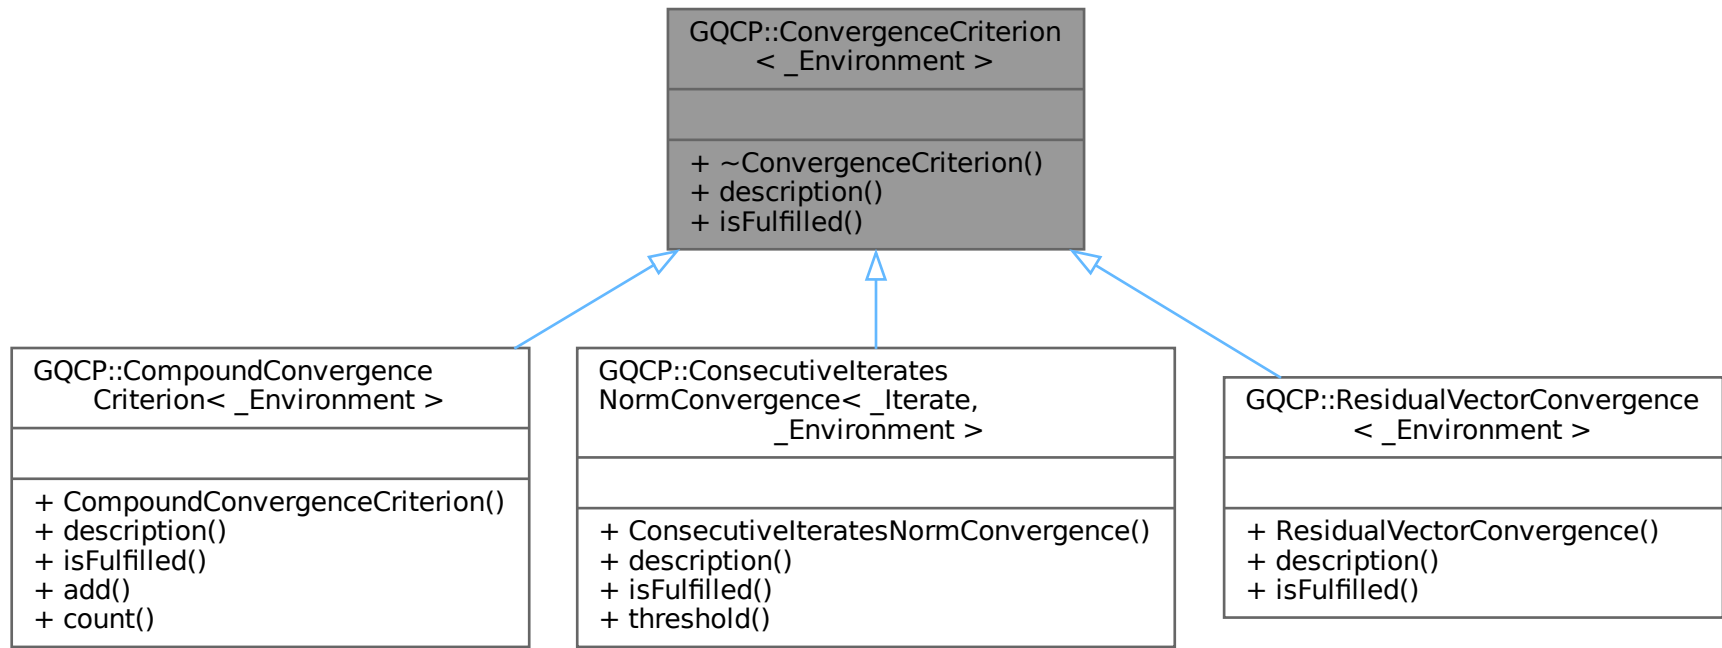 GQCP::ConvergenceCriterion
< _Environment >
+ ~ConvergenceCriterion()
+ description()
+ isFulfilled()
GQCP::CompoundConvergence
Criterion< _Environment >
+ CompoundConvergenceCriterion()
+ description()
+ isFulfilled()
+ add()
+ count()
GQCP::ConsecutiveIterates
NormConvergence< _Iterate,
_Environment >
+ ConsecutiveIteratesNormConvergence()
+ description()
+ isFulfilled()
+ threshold()
GQCP::ResidualVectorConvergence
< _Environment >
+ ResidualVectorConvergence()
+ description()
+ isFulfilled()